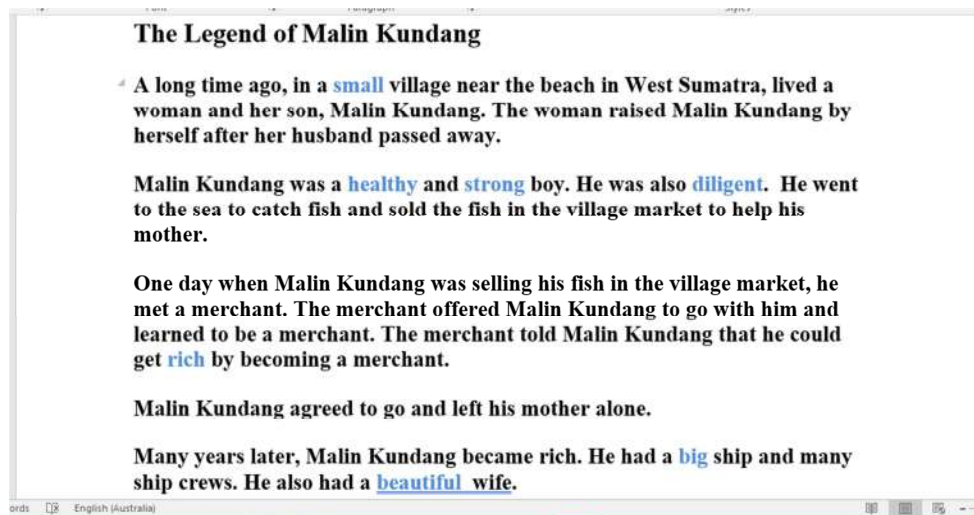 The Legend of Malin Kundang
A long time ago, in a small village near the beach in West Sumatra, lived a
woman and her son, Malin Kundang. The woman raised Malin Kundang by
herself after her husband passed away.
Malin Kundang was a healthy and strong boy. He was also diligent.  He went
to the sea to catch fish and sold the fish in the village market to help his
mother.
One day when Malin Kundang was selling his fish in the village market, he
met a merchant. The merchant offered Malin Kundang to go with him and
learned to be a merchant. The merchant told Malin Kundang that he could
get rich by becoming a merchant.
Malin Kundang agreed to go and left his mother alone.
Many years later, Malin Kundang became rich. He had a big ship and many
ship crews. He also had a beautiful  wife.
ords English (Australia)